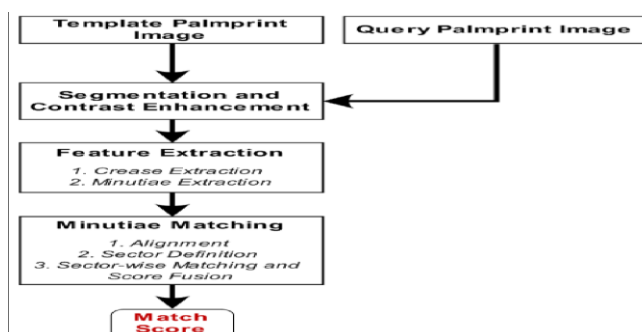 Template Palmprint
Image
Query Palmprint Image
Segmentation and
Contrast Enhancement
Feature Extraction
1. Crease Extraction
2. Minutiae Extraction
Minutiae Matching
1. Alignment
2. Sector Definition
3. Sector-wise Matching and
Score Fusion
Match
Score